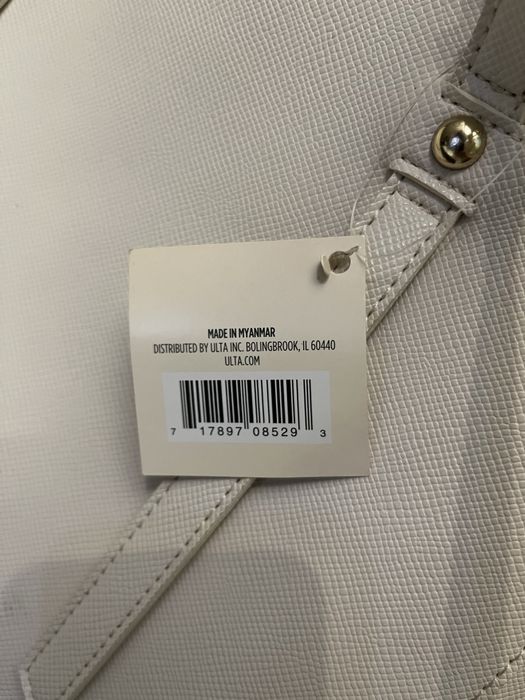 MADE IN MYANMAR
DISTRIBUTED BY ULTA INC. BOLINGBROOK, IL 60440
ULTA.COM
7 17897 08529 3